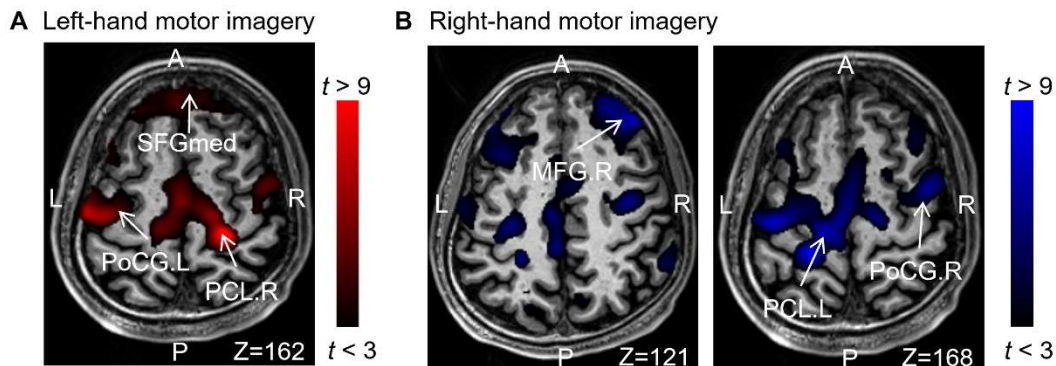 A Left-hand motor imagery
A
SFGmed
L
R
PoCG.L
PCL.R
P
Z=162
t > 9
t < 3
B Right-hand motor imagery
A
MFG.R
L
R
P
Z=121
A
L
R
PoCG.R
PCL.L
P
Z=168
t > 9
t < 3